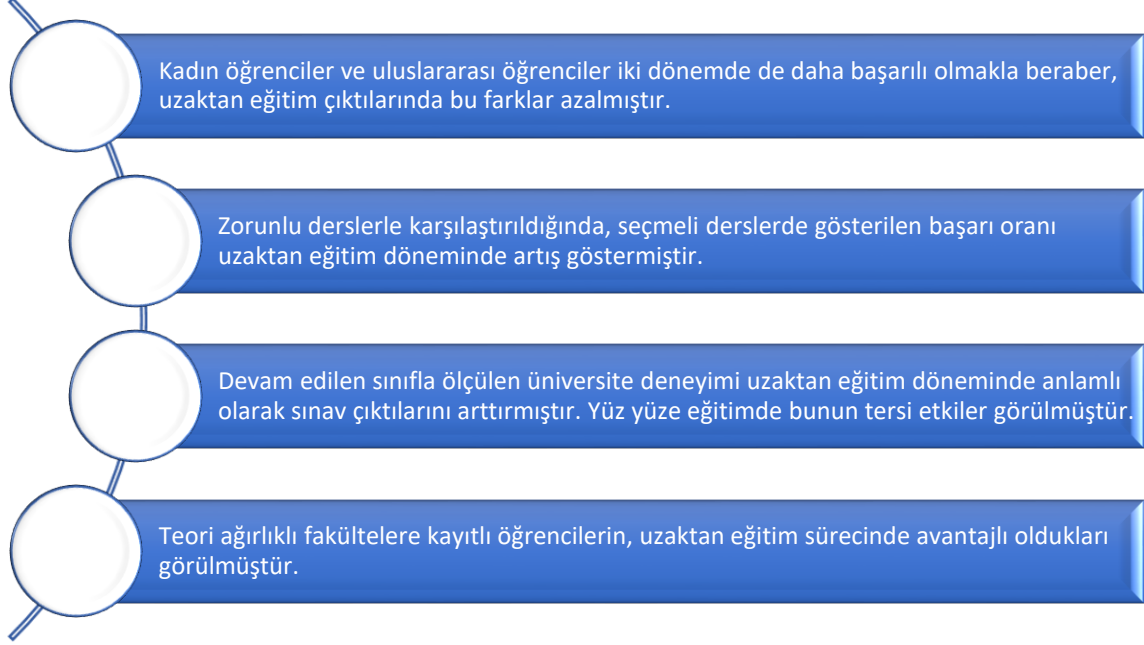 Kadın öğrenciler ve uluslararası öğrenciler iki dönemde de daha başarılı olmakla beraber,
uzaktan eğitim çıktılarında bu farklar azalmıştır.
Zorunlu derslerle karşılaştırıldığında, seçmeli derslerde gösterilen başarı oranı
uzaktan eğitim döneminde artış göstermiştir.
Devam edilen sınıfla ölçülen üniversite deneyimi uzaktan eğitim döneminde anlamlı
olarak sınav çıktılarını arttırmıştır. Yüz yüze eğitimde bunun tersi etkiler görülmüştür.
Teori ağırlıklı fakültelere kayıtlı öğrencilerin, uzaktan eğitim sürecinde avantajlı oldukları
görülmüştür.